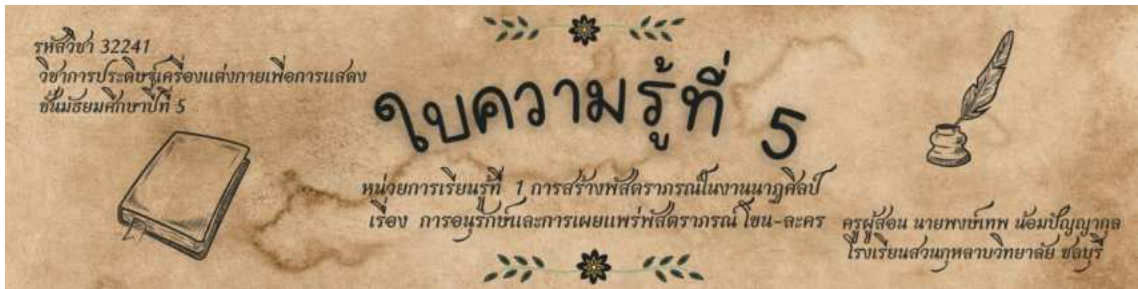 รหัสวิชา 32241
วิชาการประดิษฐ์เครื่องแต่งกายเพื่อการแสดง
ชั้นมัธยมศึกษาปีที่ 5
ใบความรู้ที่ 5
หน่วยการเรียนรู้ที่ 1 การสร้างพัสตราภรณ์ในงานนาฏศิลป์
เรื่อง การอนุรักษ์และการเผยแพร่พัสตราภรณ์ โขน-ละคร
ครูผู้สอน นายพงษ์เทพ น้อมปัญญากุล
โรงเรียนสวนกุหลาบวิทยาลัย ชลบุรี